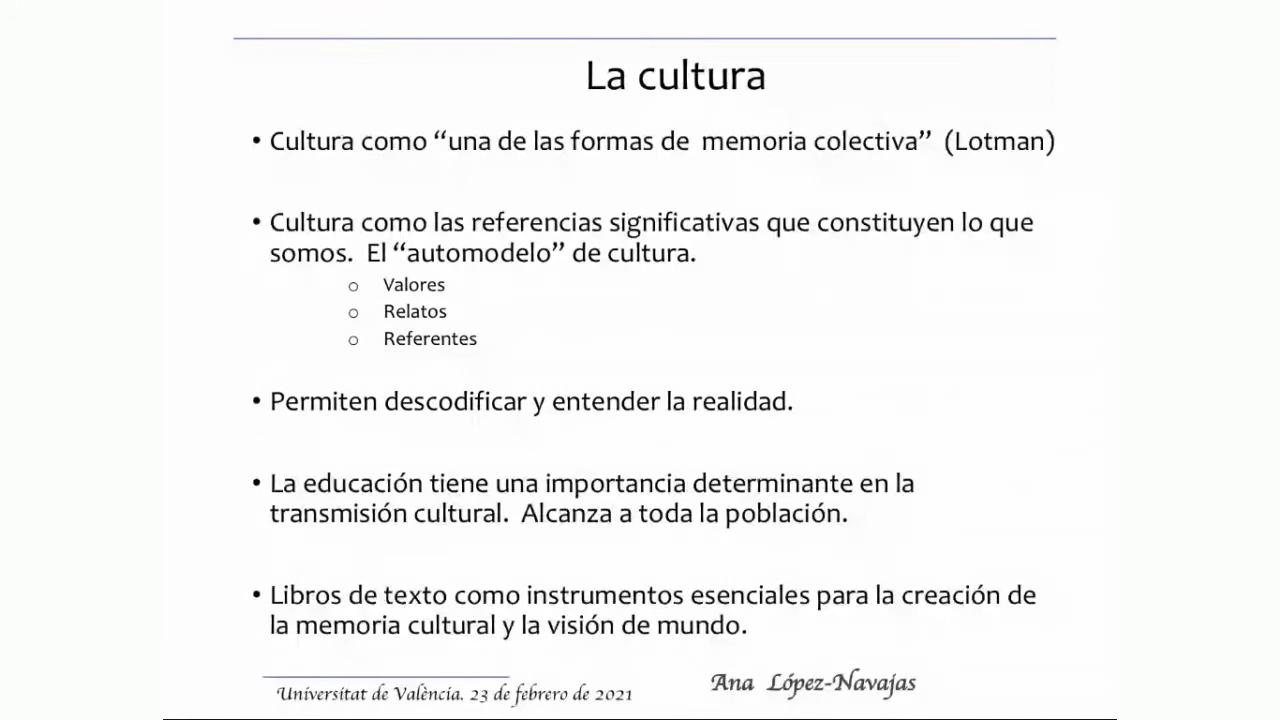 La cultura
• Cultura como “una de las formas de memoria colectiva” (Lotman)
• Cultura como las referencias significativas que constituyen lo que
somos. El “automodelo” de cultura.
o Valores
o Relatos
o Referentes
• Permiten descodificar y entender la realidad.
• La educación tiene una importancia determinante en la
transmisión cultural. Alcanza a toda la población.
• Libros de texto como instrumentos esenciales para la creación de
la memoria cultural y la visión de mundo.
Universitat de València. 23 de febrero de 2021
Ana López-Navajas